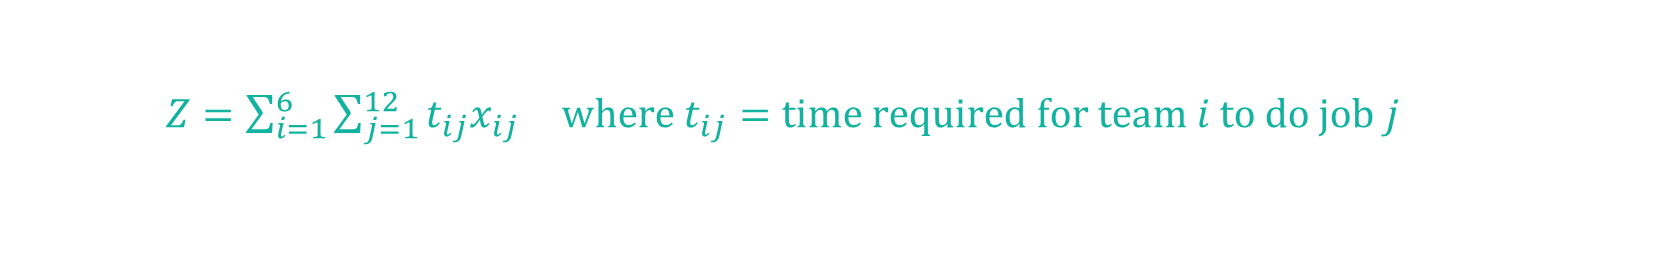 Z = ∑_{i=1}^{6} ∑_{j=1}^{12} t_{ij} x_{ij} where t_{ij} = time required for team i to do job j